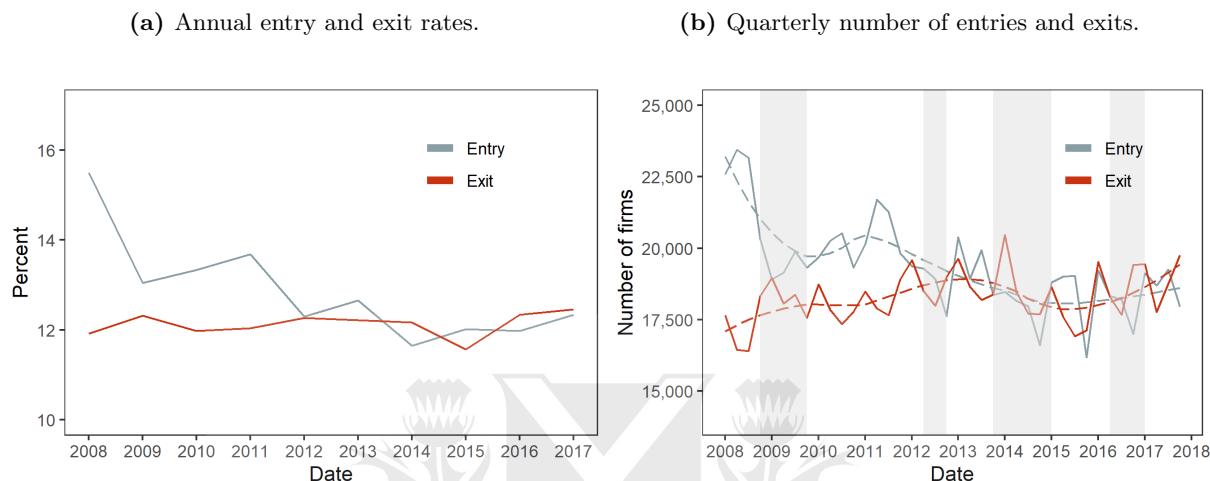 (a) Annual entry and exit rates.
Percent
16
14
12
10
Entry
Exit
2008 2009 2010 2011 2012 2013 2014 2015 2016 2017
Date
(b) Quarterly number of entries and exits.
Number of firms
25,000
22,500
20,000
17,500
15,000
Entry
Exit
2008 2009 2010 2011 2012 2013 2014 2015 2016 2017 2018
Date